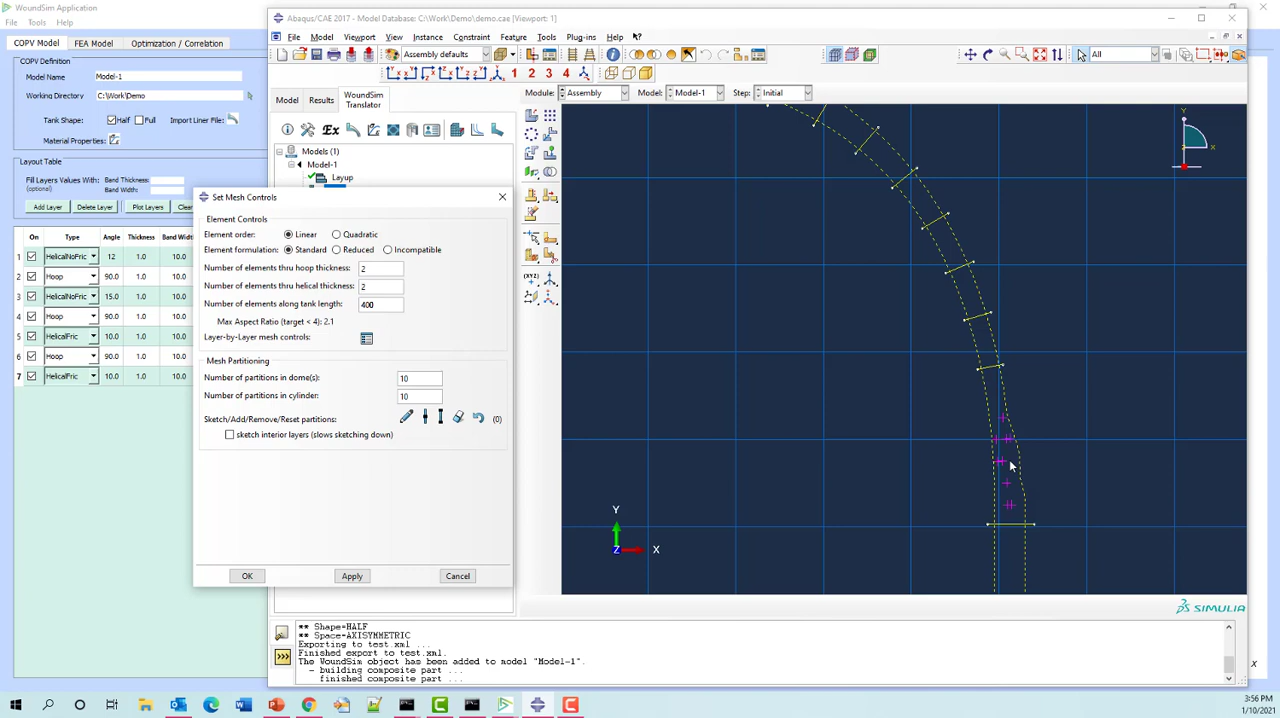 WoundSim Application
File Tools Help
COPV Model FEA Model Optimization / Correlation
COPV Definition
Model Name Model-1
Working Directory C:\Work\Demo
Tank Shape: Half Full Import Liner File:
Material Properties:
Layout Table
Fill Layers Values With: Band Thickness:
(optional) Band Width:
Add Layer Delete Layer Plot Layers Clear
On Type Angle Thickness Band Width
1 HelicalNoFric 12 1.0 10.0
2 Hoop 90.0 1.0 10.0
3 HelicalNoFric 15.0 1.0 10.0
4 Hoop 90.0 1.0 10.0
5 HelicalFric 10.0 1.0 10.0
6 Hoop 90.0 1.0 10.0
7 HelicalFric 10.0 1.0 10.0
Abaqus/CAE 2017 - Model Database: C:\Work\Demo\demo.cae [Viewport: 1]
File Model Viewport View Instance Constraint Feature Tools Plug-ins Help
Assembly defaults
1 2 3 4
All
Model Results WoundSim
Translator
Module: Assembly Model: Model-1 Step: Initial
Ex
Models (1)
Model-1
Layup
Set Mesh Controls
Element Controls
Element order: Linear Quadratic
Element formulation: Standard Reduced Incompatible
Number of elements thru hoop thickness: 2
Number of elements thru helical thickness: 2
Number of elements along tank length: 400
Max Aspect Ratio (target < 4): 2.1
Layer-by-Layer mesh controls:
Mesh Partitioning
Number of partitions in dome(s): 10
Number of partitions in cylinder: 10
Sketch/Add/Remove/Reset partitions: (0)
sketch interior layers (slows sketching down)
OK Apply Cancel
(XYZ)
Y
X
Y
Z X
SIMULIA
** Shape=HALF
** Space=AXISYMMETRIC
Exporting to test.xml ...
Finished export to test.xml.
The WoundSim object has been added to model "Model-1".
- building composite part ...
finished composite part ...
>>>
x
3:56 PM
1/10/2021